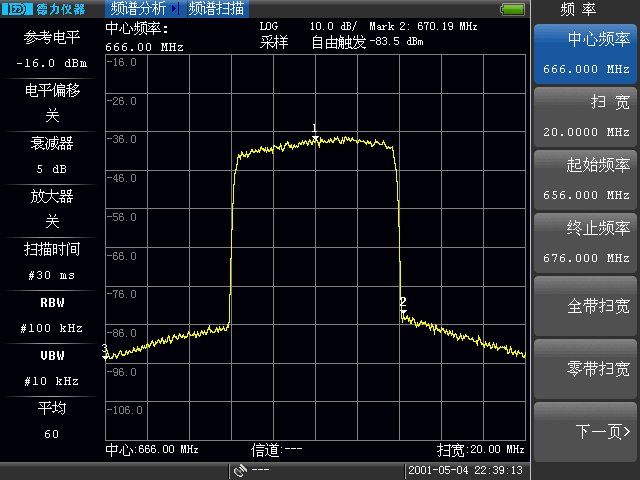 德力仪器 频谱分析 频谱扫描
频 率
中心频率:
666.00 MHz
LOG 10.0 dB/ Mark 2: 670.19 MHz
采样 自由触发 -83.5 dBm
参考电平
-16.0 dBm
电平偏移
关
衰减器
5 dB
放大器
关
扫描时间
#30 ms
RBW
#100 kHz
VBW
#10 kHz
平均
60
-16.0
-26.0
-36.0
-46.0
-56.0
-66.0
-76.0
-86.0
-96.0
-106.0
1
2
3
中心:666.00 MHz 信道:--- 扫宽:20.00 MHz
---
2001-05-04 22:39:13
中心频率
666.000 MHz
扫 宽
20.0000 MHz
起始频率
656.000 MHz
终止频率
676.000 MHz
全带扫宽
零带扫宽
下一页>